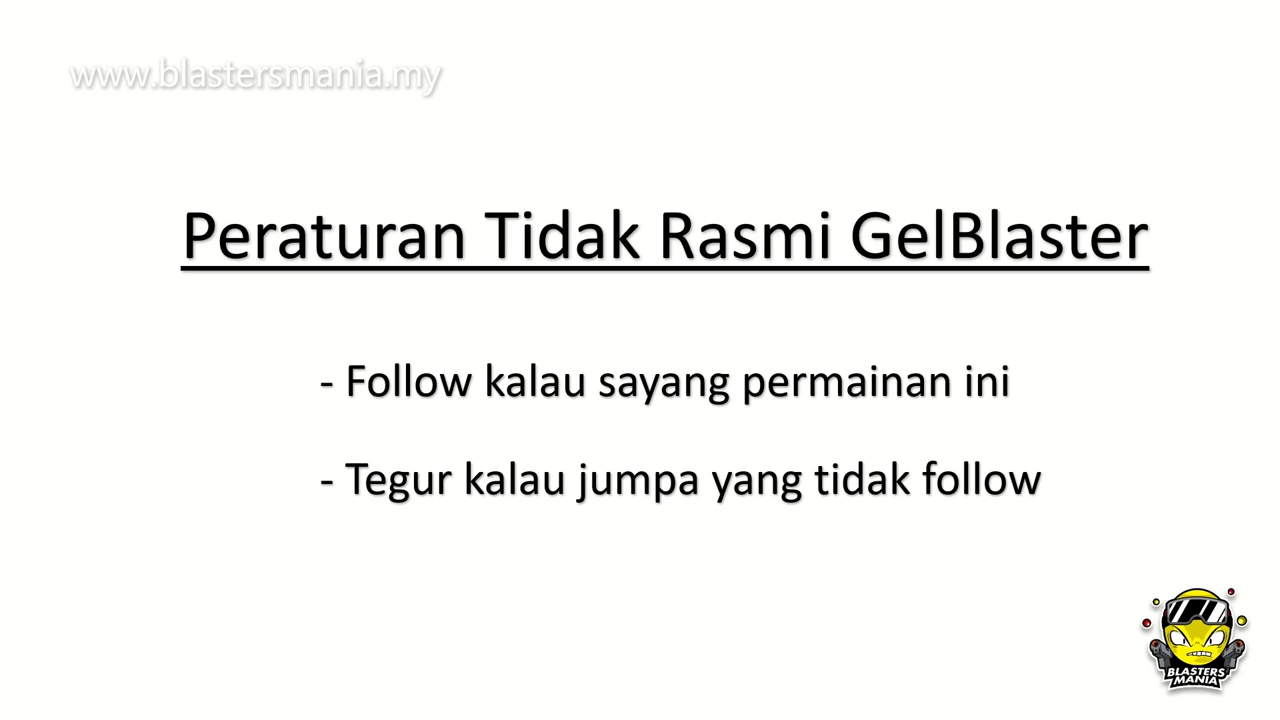 www.blastersmania.my
Peraturan Tidak Rasmi GelBlaster
- Follow kalau sayang permainan ini
- Tegur kalau jumpa yang tidak follow
BLASTERS
MANIA